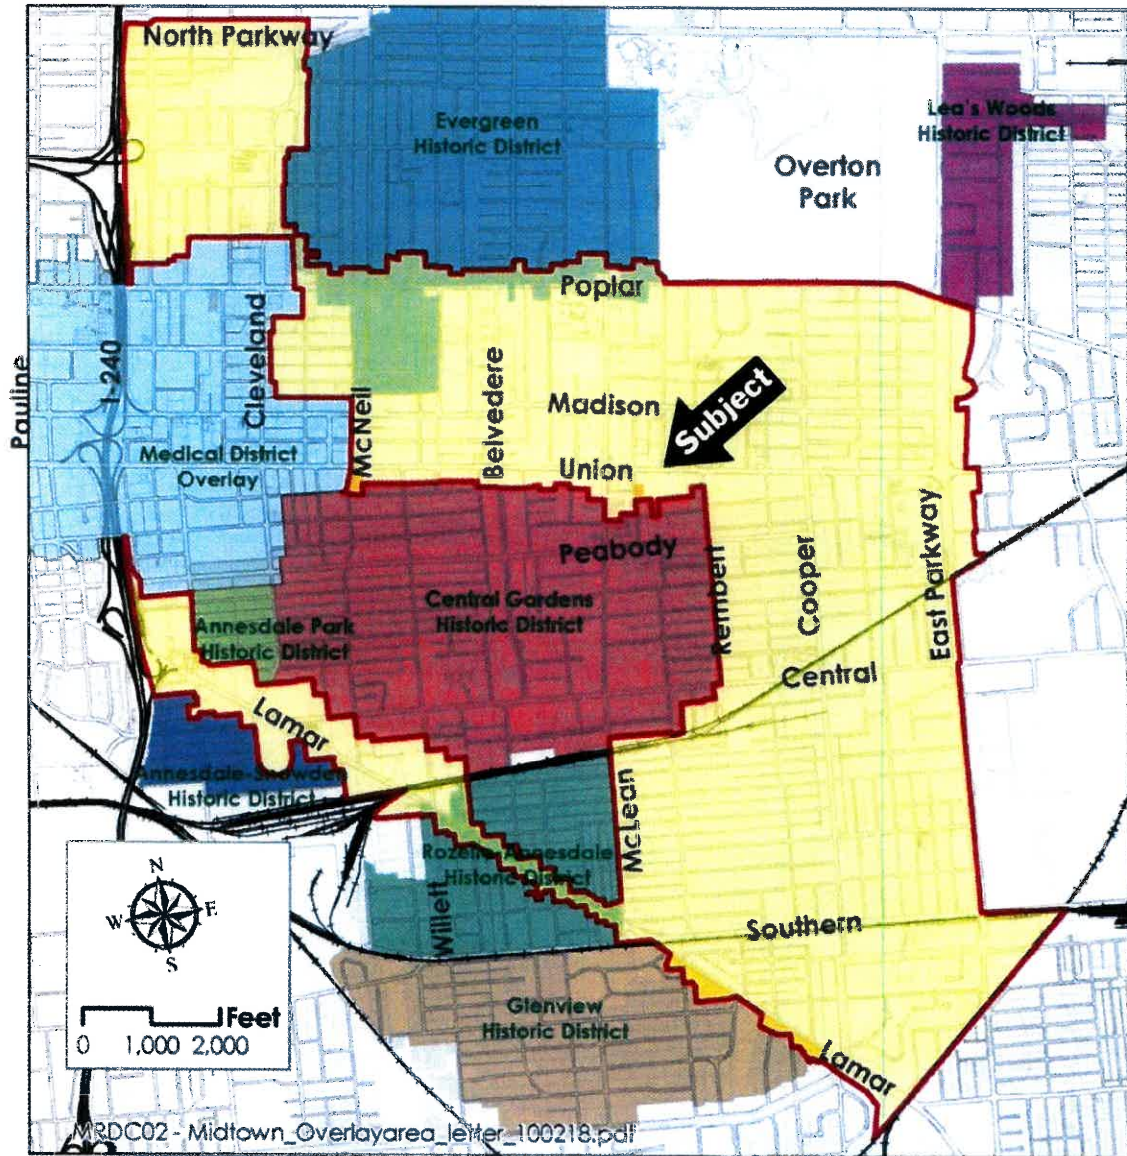 North Parkway
Evergreen
Historic District
Lea's Woods
Historic District
Overton
Park
Poplar
Cleveland
Pauline
I-240
Belvedere
Madison
Subject
McNeil
Medical District
Overlay
Union
Peabody
Rembert
Cooper
East Parkway
Central Gardens
Historic District
Annesdale Park
Historic District
Central
Lamar
Annesdale-Snowden
Historic District
McLean
Rozelle-Annesdale
Historic District
Willett
Southern
N
W E
S
Feet
0 1,000 2,000
Glenview
Historic District
Lamar
MRDC02 - Midtown_Overlayarea_letter_100218.pdf